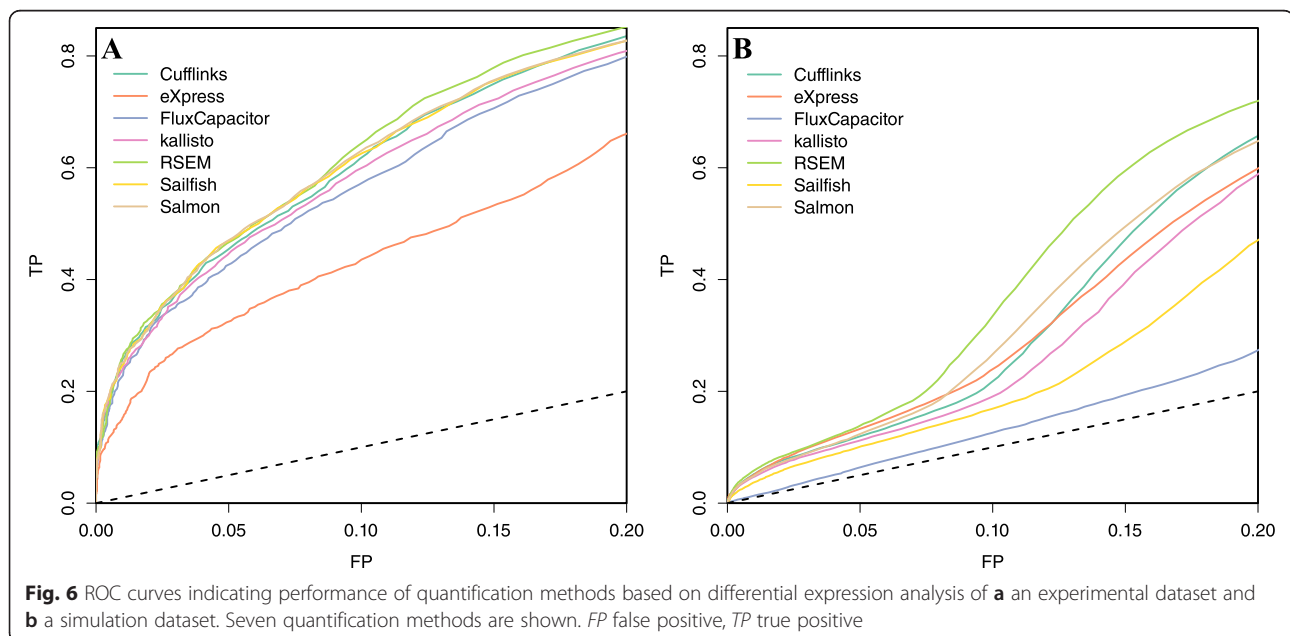 A
0.8
0.6
0.4
0.2
0.0
TP
Cufflinks
eXpress
FluxCapacitor
kallisto
RSEM
Sailfish
Salmon
0.00 0.05 0.10 0.15 0.20
FP
B
0.8
0.6
0.4
0.2
0.0
TP
Cufflinks
eXpress
FluxCapacitor
kallisto
RSEM
Sailfish
Salmon
0.00 0.05 0.10 0.15 0.20
FP
Fig. 6 ROC curves indicating performance of quantification methods based on differential expression analysis of a an experimental dataset and
b a simulation dataset. Seven quantification methods are shown. FP false positive, TP true positive